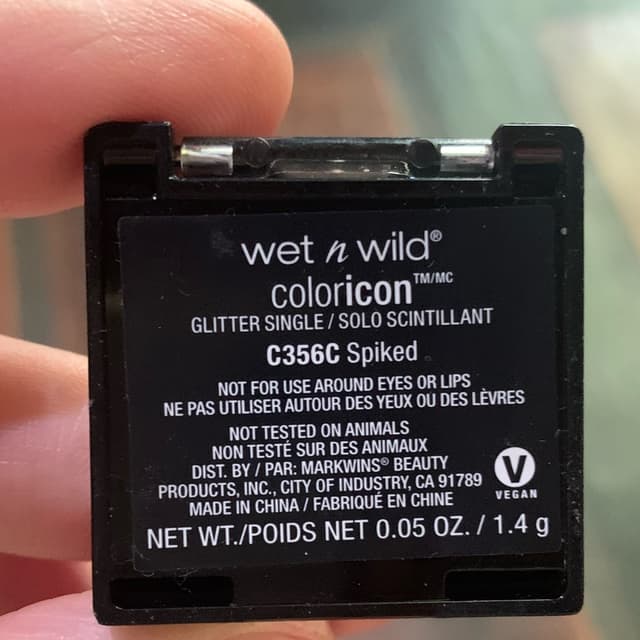 wet n wild®
coloricon™/MC
GLITTER SINGLE / SOLO SCINTILLANT
C356C Spiked
NOT FOR USE AROUND EYES OR LIPS
NE PAS UTILISER AUTOUR DES YEUX OU DES LÈVRES
NOT TESTED ON ANIMALS
NON TESTÉ SUR DES ANIMAUX
DIST. BY / PAR: MARKWINS® BEAUTY
PRODUCTS, INC., CITY OF INDUSTRY, CA 91789
MADE IN CHINA / FABRIQUÉ EN CHINE
V
VEGAN
NET WT./POIDS NET 0.05 OZ. / 1.4 g